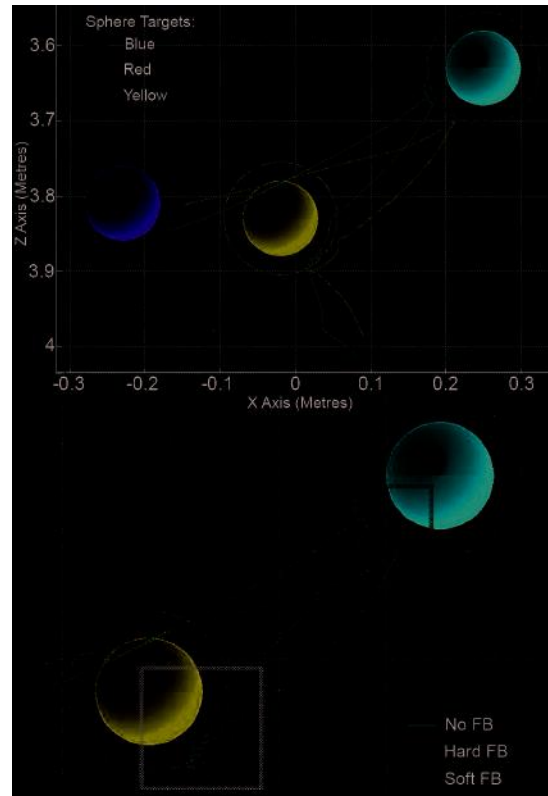 Sphere Targets:
Blue
Red
Yellow
3.6
3.7
3.8
3.9
4
Z Axis (Metres)
-0.3 -0.2 -0.1 0 0.1 0.2 0.3
X Axis (Metres)
No FB
Hard FB
Soft FB